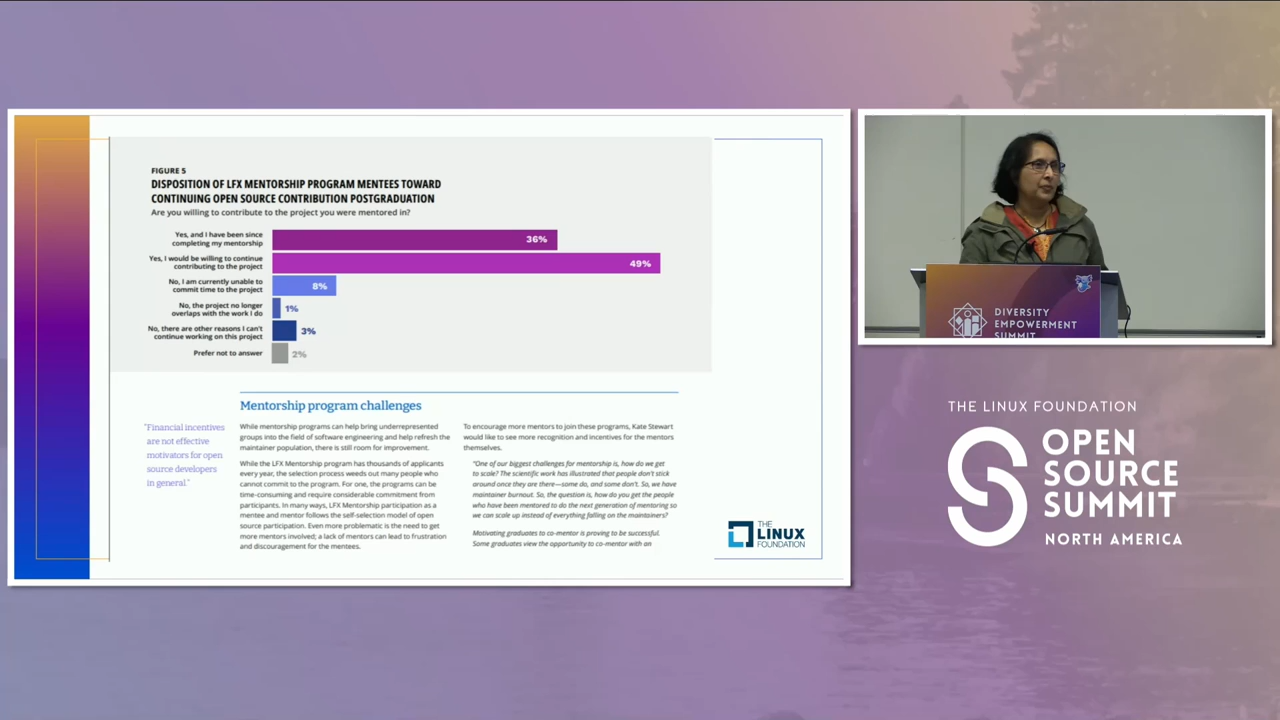 FIGURE 5
DISPOSITION OF LFX MENTORSHIP PROGRAM MENTEES TOWARD
CONTINUING OPEN SOURCE CONTRIBUTION POSTGRADUATION
Are you willing to contribute to the project you were mentored in?
Yes, and I have been since
completing my mentorship
36%
Yes, I would be willing to continue
contributing to the project
49%
No, I am currently unable to
commit time to the project
8%
No, the project no longer
overlaps with the work I do
1%
No, there are other reasons I can't
continue working on this project
3%
Prefer not to answer
2%
"Financial incentives
are not effective
motivators for open
source developers
in general."
Mentorship program challenges
While mentorship programs can help bring underrepresented
groups into the field of software engineering and help refresh the
maintainer population, there is still room for improvement.
While the LFX Mentorship program has thousands of applicants
every year, the selection process weeds out many people who
cannot commit to the program. For one, the programs can be
time-consuming and require considerable commitment from
participants. In many ways, LFX Mentorship participation as a
mentee and mentor follows the self-selection model of open
source participation. Even more problematic is the need to get
more mentors involved; a lack of mentors can lead to frustration
and discouragement for the mentees.
To encourage more mentors to join these programs, Kate Stewart
would like to see more recognition and incentives for the mentors
themselves.
"One of our biggest challenges for mentorship is, how do we get
to scale? The scientific work has illustrated that people don't stick
around once they are there—some do, and some don't. So, we have
maintainer burnout. So, the question is, how do you get the people
who have been mentored to do the next generation of mentoring so
we can scale up instead of everything falling on the maintainers?
Motivating graduates to co-mentor is proving to be successful.
Some graduates view the opportunity to co-mentor with an
THE
LINUX
FOUNDATION
DIVERSITY
EMPOWERMENT
SUMMIT
THE LINUX FOUNDATION
OPEN
SOURCE
SUMMIT
NORTH AMERICA